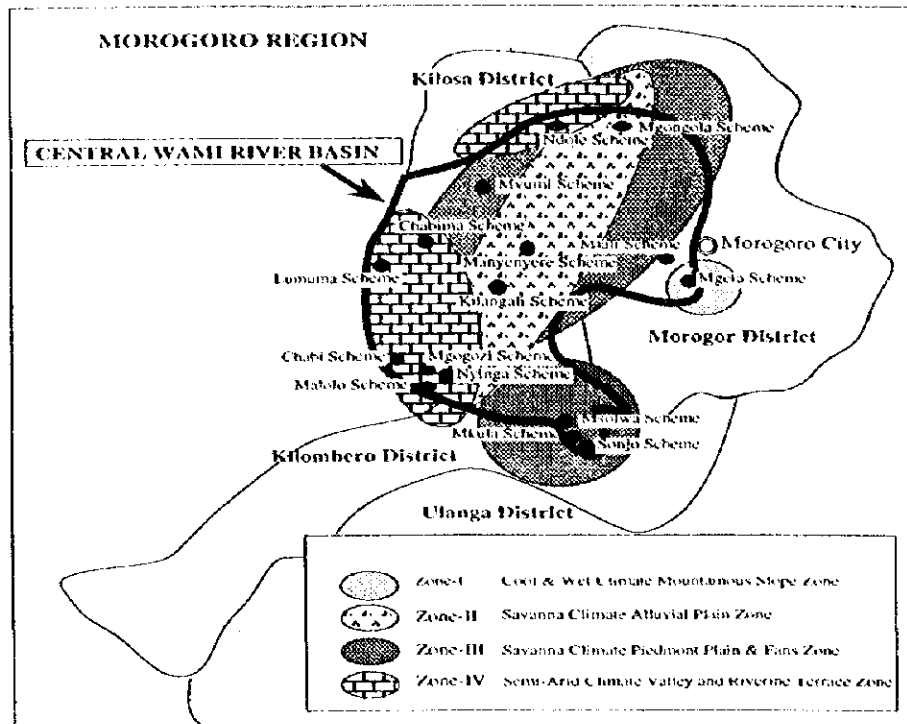 MOROGORO REGION
Kilosa District
Ndole Scheme
Mgongola Scheme
CENTRAL WAMI RIVER BASIN
Mvumi Scheme
Chabima Scheme
Mlali Scheme
Morogoro City
Manyenyere Scheme
Lumuma Scheme
Mgeta Scheme
Kilangali Scheme
Morogor District
Chabi Scheme
Mgogozi Scheme
Nyinga Scheme
Malolo Scheme
Msolwa Scheme
Mkula Scheme
Sonjo Scheme
Kilombero District
Ulanga District
Zone-I Cool & Wet Climate Mountanous Slope Zone
Zone-II Savanna Climate Alluvial Plain Zone
Zone-III Savanna Climate Piedmont Plain & Fans Zone
Zone-IV Semi-Arid Climate Valley and Riverine Terrace Zone